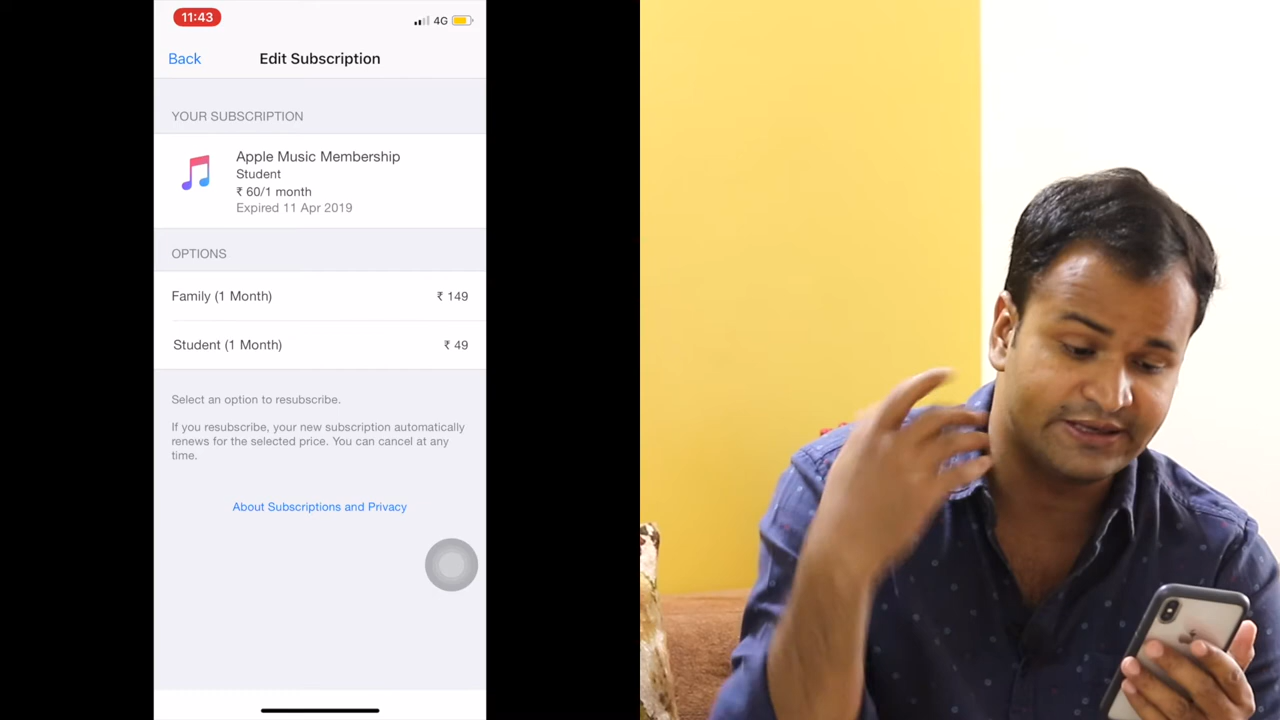 11:43
4G
Back
Edit Subscription
YOUR SUBSCRIPTION
Apple Music Membership
Student
₹ 60/1 month
Expired 11 Apr 2019
OPTIONS
Family (1 Month) ₹ 149
Student (1 Month) ₹ 49
Select an option to resubscribe.
If you resubscribe, your new subscription automatically
renews for the selected price. You can cancel at any
time.
About Subscriptions and Privacy